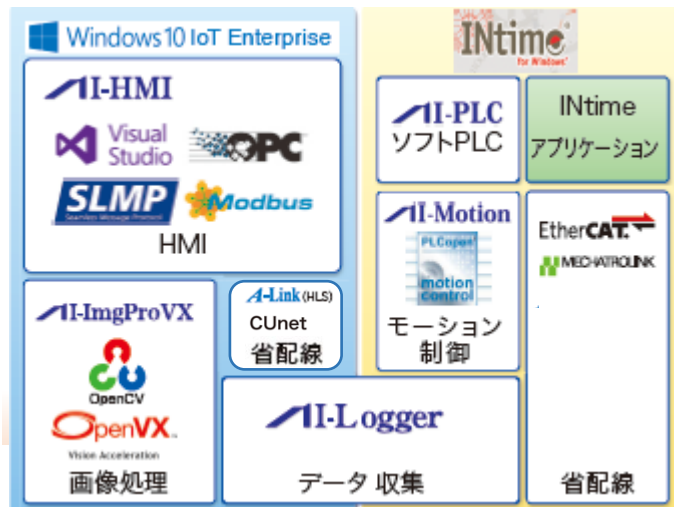 Windows 10 IoT Enterprise
AI-HMI
Visual
Studio
OPC
SLMP
Seamless Message Protocol
Modbus
HMI
AI-ImgProVX
OpenCV
OpenVX
Vision Acceleration
画像処理
A-Link (HLS)
CUnet
省配線
AI-Logger
データ 収集
INtime
for Windows
AI-PLC
ソフトPLC
INtime
アプリケーション
AI-Motion
PLCopen
motion
control
モーション
制御
EtherCAT
MECHATROLINK
省配線